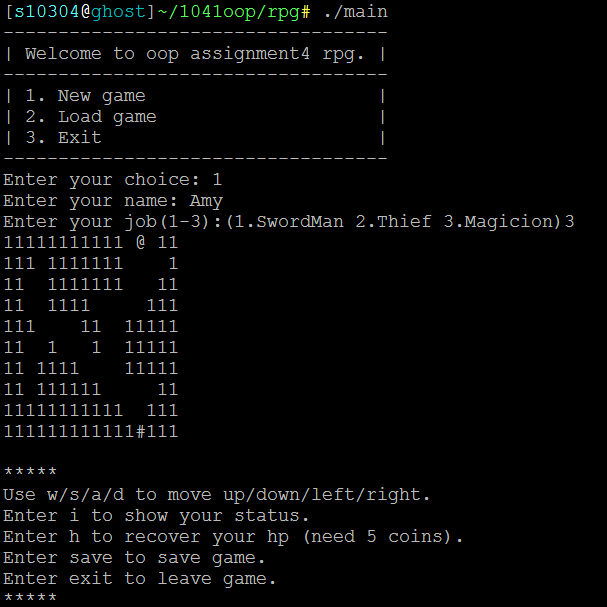 [s10304@ghost]~/1041oop/rpg# ./main
-----------------------------------
| Welcome to oop assignment4 rpg. |
-----------------------------------
| 1. New game                     |
| 2. Load game                    |
| 3. Exit                         |
-----------------------------------
Enter your choice: 1
Enter your name: Amy
Enter your job(1-3):(1.SwordMan 2.Thief 3.Magicion)3
11111111111 @ 11
111 1111111    1
11  1111111   11
11  1111     111
111    11  11111
11  1   1  11111
11 1111    11111
11 111111     11
11111111111  111
1111111111111#111

*****
Use w/s/a/d to move up/down/left/right.
Enter i to show your status.
Enter h to recover your hp (need 5 coins).
Enter save to save game.
Enter exit to leave game.
*****